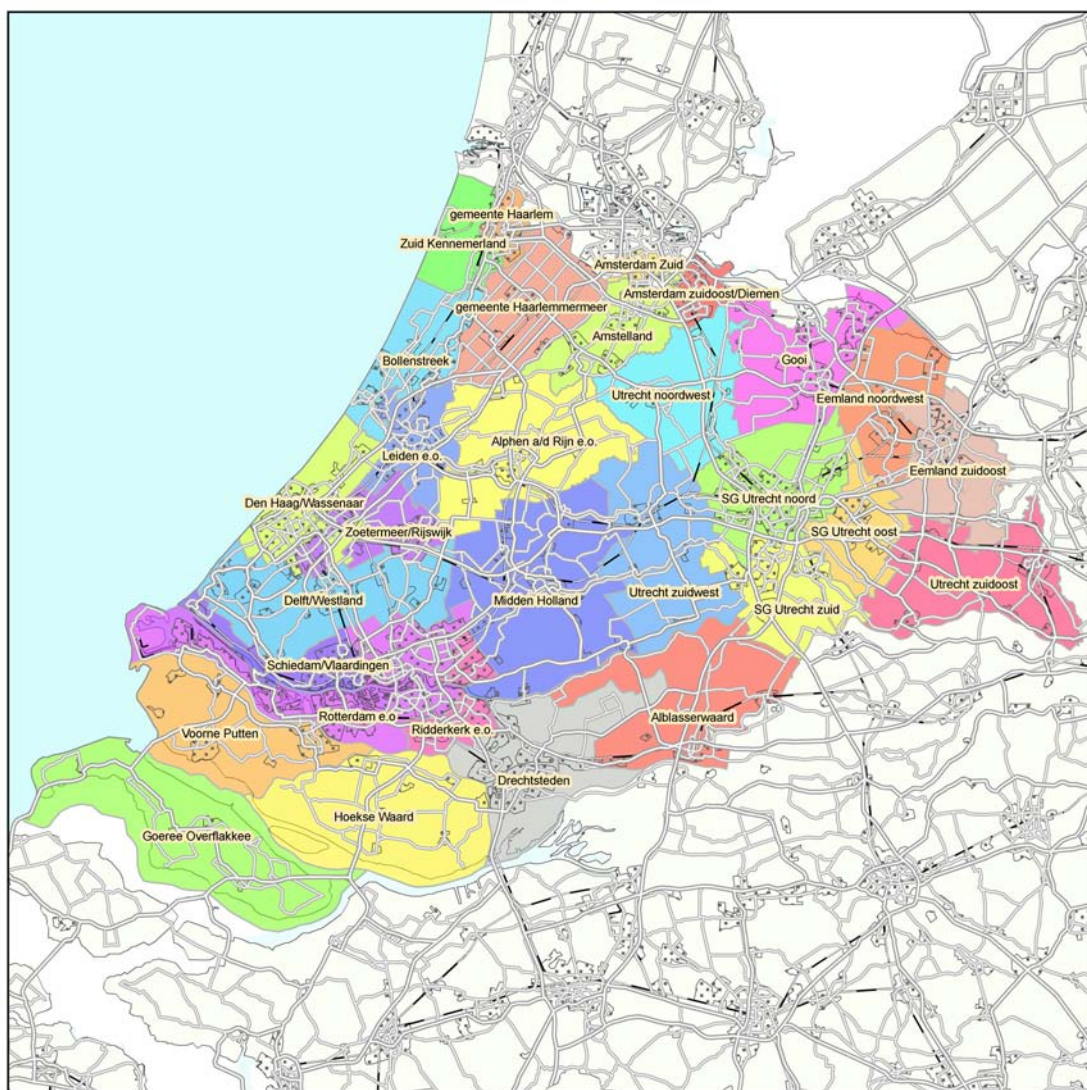 gemeente Haarlem
Zuid Kennemerland
Amsterdam Zuid
Amsterdam zuidoost/Diemen
gemeente Haarlemmermeer
Amstelland
Bollenstreek
Gooi
Utrecht noordwest
Eemland noordwest
Alphen a/d Rijn e.o.
Leiden e.o.
Eemland zuidoost
Den Haag/Wassenaar
SG Utrecht noord
Zoetermeer/Rijswijk
SG Utrecht oost
Utrecht zuidoost
Delft/Westland
Midden Holland
Utrecht zuidwest
SG Utrecht zuid
Schiedam/Vlaardingen
Rotterdam e.o
Alblasserwaard
Ridderkerk e.o.
Voorne Putten
Drechtsteden
Hoekse Waard
Goeree Overflakkee